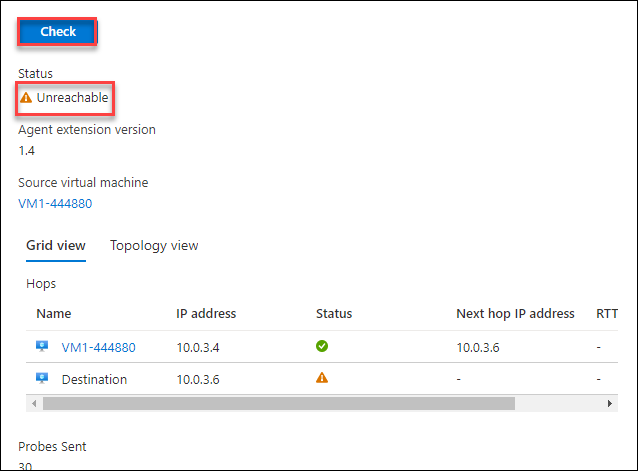 Check
Status
Unreachable
Agent extension version
1.4
Source virtual machine
VM1-444880
Grid view Topology view
Hops
Name IP address Status Next hop IP address RTT
VM1-444880 10.0.3.4 10.0.3.6 -
Destination 10.0.3.6 - -
Probes Sent
30